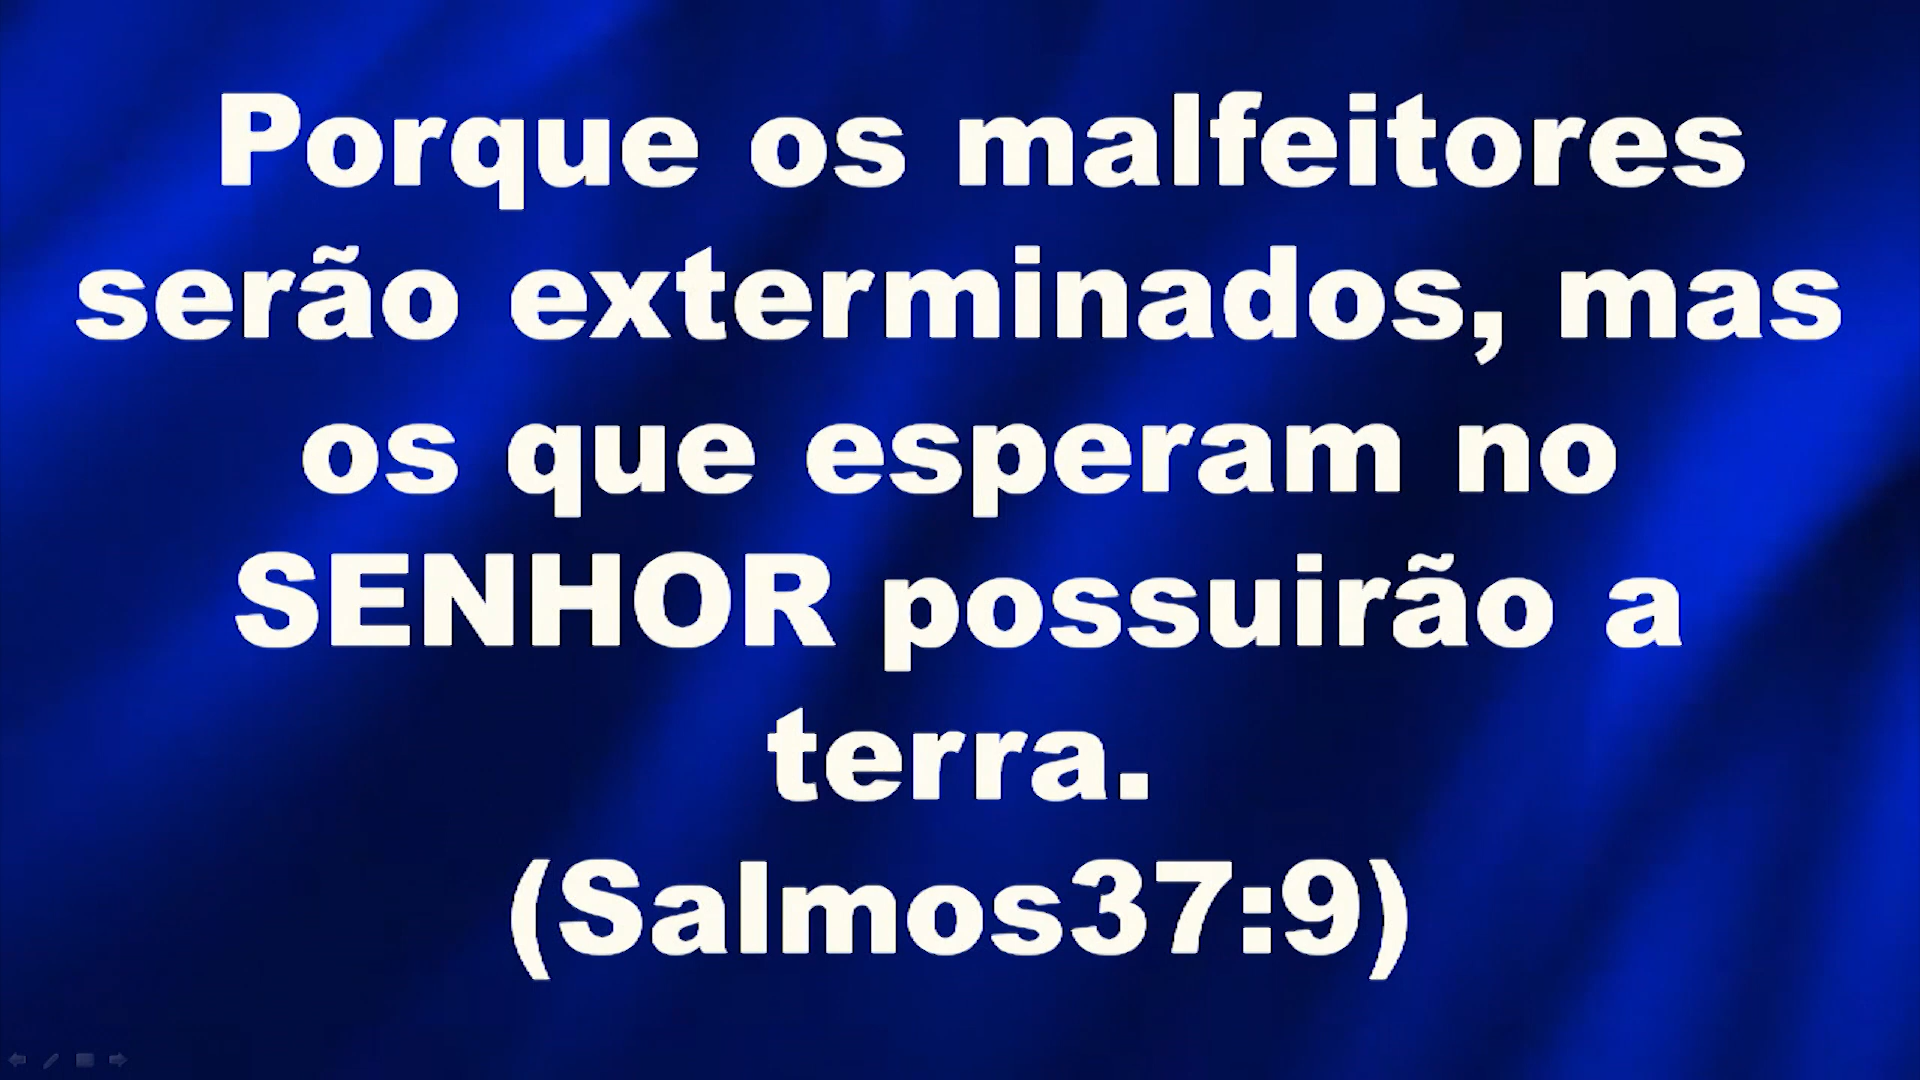 Porque os malfeitores
serão exterminados, mas
os que esperam no
SENHOR possuirão a
terra.
(Salmos37:9)